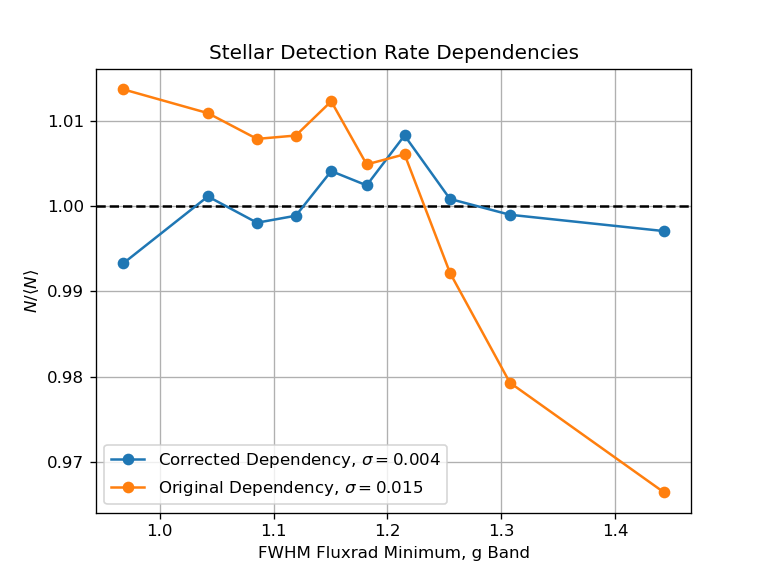 Stellar Detection Rate Dependencies
1.01
1.00
0.99
0.98
0.97
N/⟨N⟩
Corrected Dependency, σ = 0.004
Original Dependency, σ = 0.015
1.0 1.1 1.2 1.3 1.4
FWHM Fluxrad Minimum, g Band